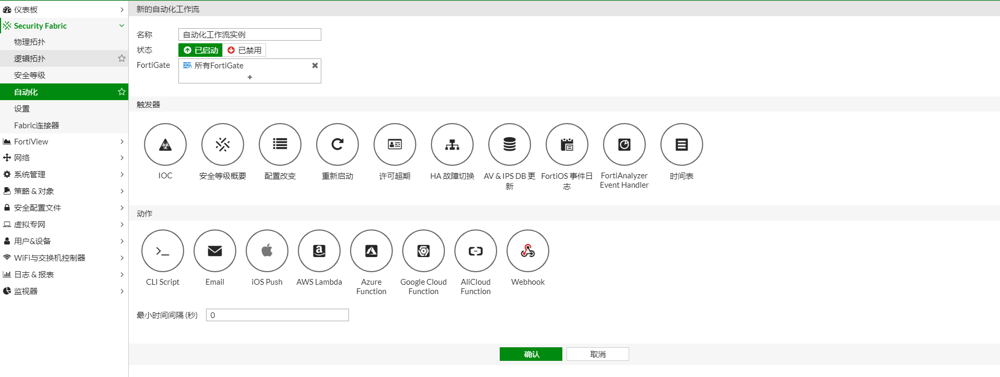 仪表板
Security Fabric
物理拓扑
逻辑拓扑
安全等级
自动化
设置
Fabric连接器
FortiView
网络
系统管理
策略 & 对象
安全配置文件
虚拟专网
用户&设备
WiFi与交换机控制器
日志 & 报表
监视器
新的自动化工作流
名称 自动化工作流实例
状态 已启动 已禁用
FortiGate 所有FortiGate
触发器
IOC
安全等级概要
配置改变
重新启动
许可超期
HA 故障切换
AV & IPS DB 更
新
FortiOS 事件日
志
FortiAnalyzer
Event Handler
时间表
动作
CLI Script
Email
iOS Push
AWS Lambda
Azure
Function
Google Cloud
Function
AliCloud
Function
Webhook
最小时间间隔 (秒) 0
确认 取消